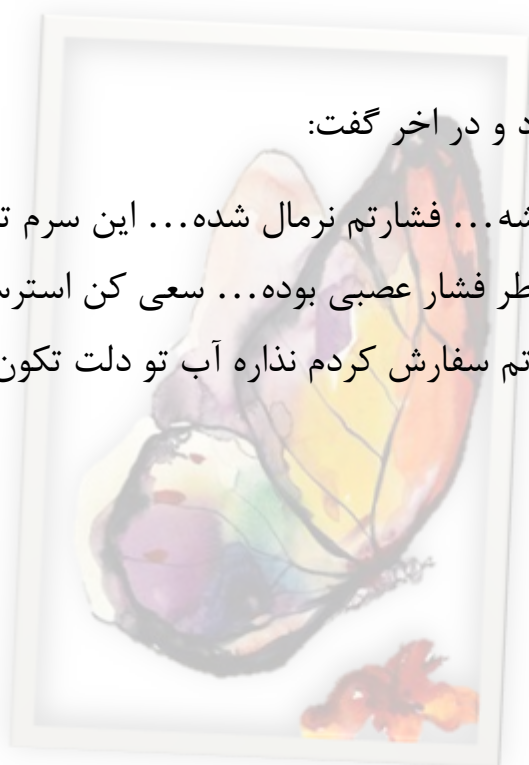 د و در اخر گفت:
شه... فشارتم نرمال شده... این سرم ت
طر فشار عصبی بوده... سعی کن استرس
تم سفارش کردم نذاره آب تو دلت تکون